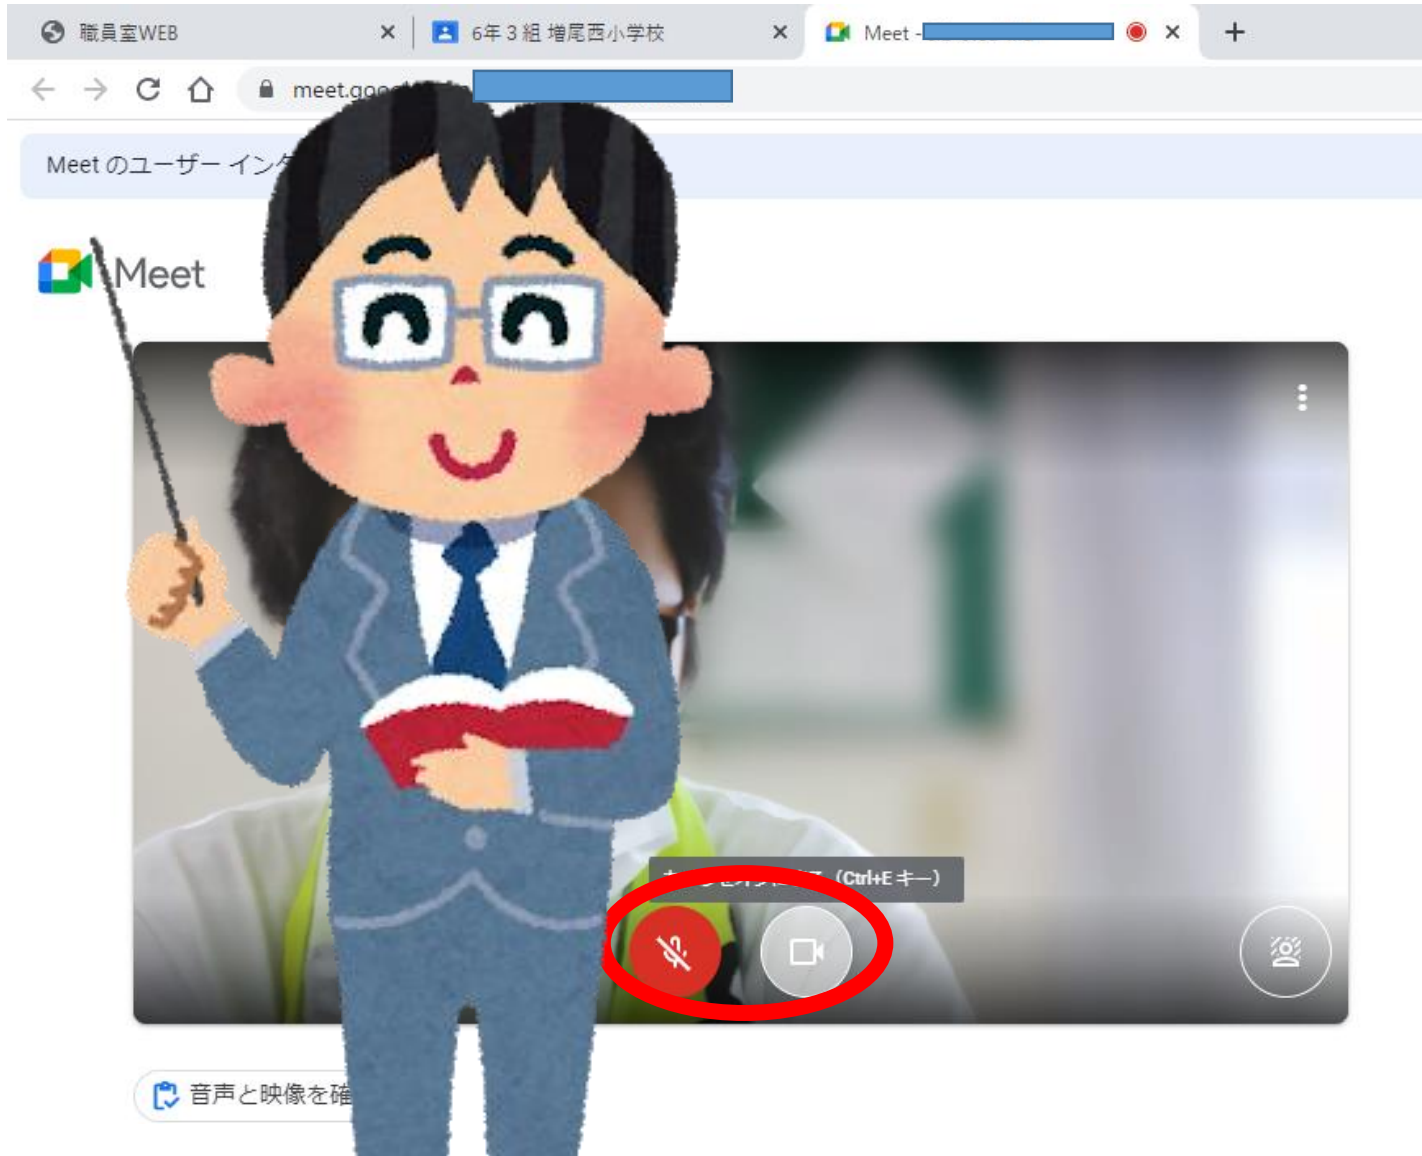 職員室WEB
6年3組 増尾西小学校
Meet -
meet.goo
Meet のユーザー イン
Meet
(Ctrl+E キー)
音声と映像を確